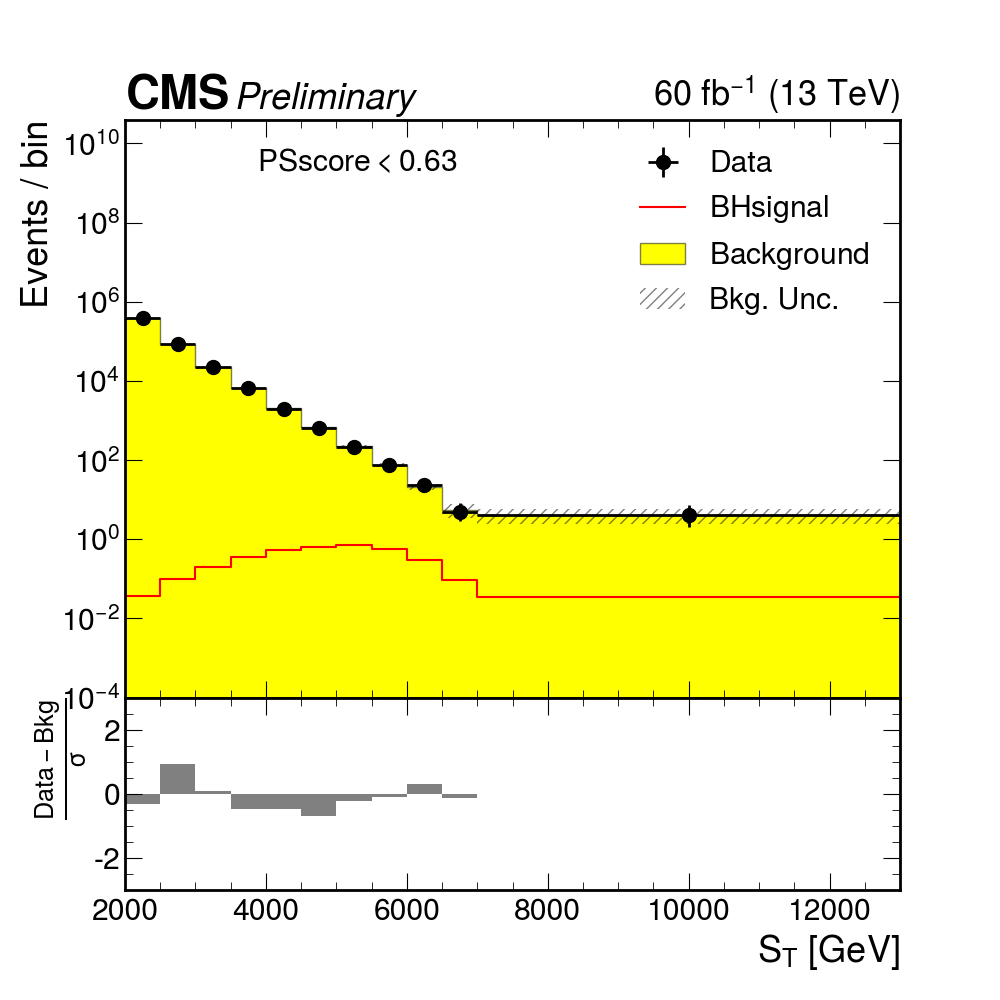 CMS Preliminary 60 fb⁻¹ (13 TeV)
Events / bin
10¹⁰
10⁸
10⁶
10⁴
10²
10⁰
10⁻²
10⁻⁴
PSscore < 0.63
Data
BHsignal
Background
Bkg. Unc.
Data – Bkg
σ
2
0
-2
2000 4000 6000 8000 10000 12000
S_T [GeV]